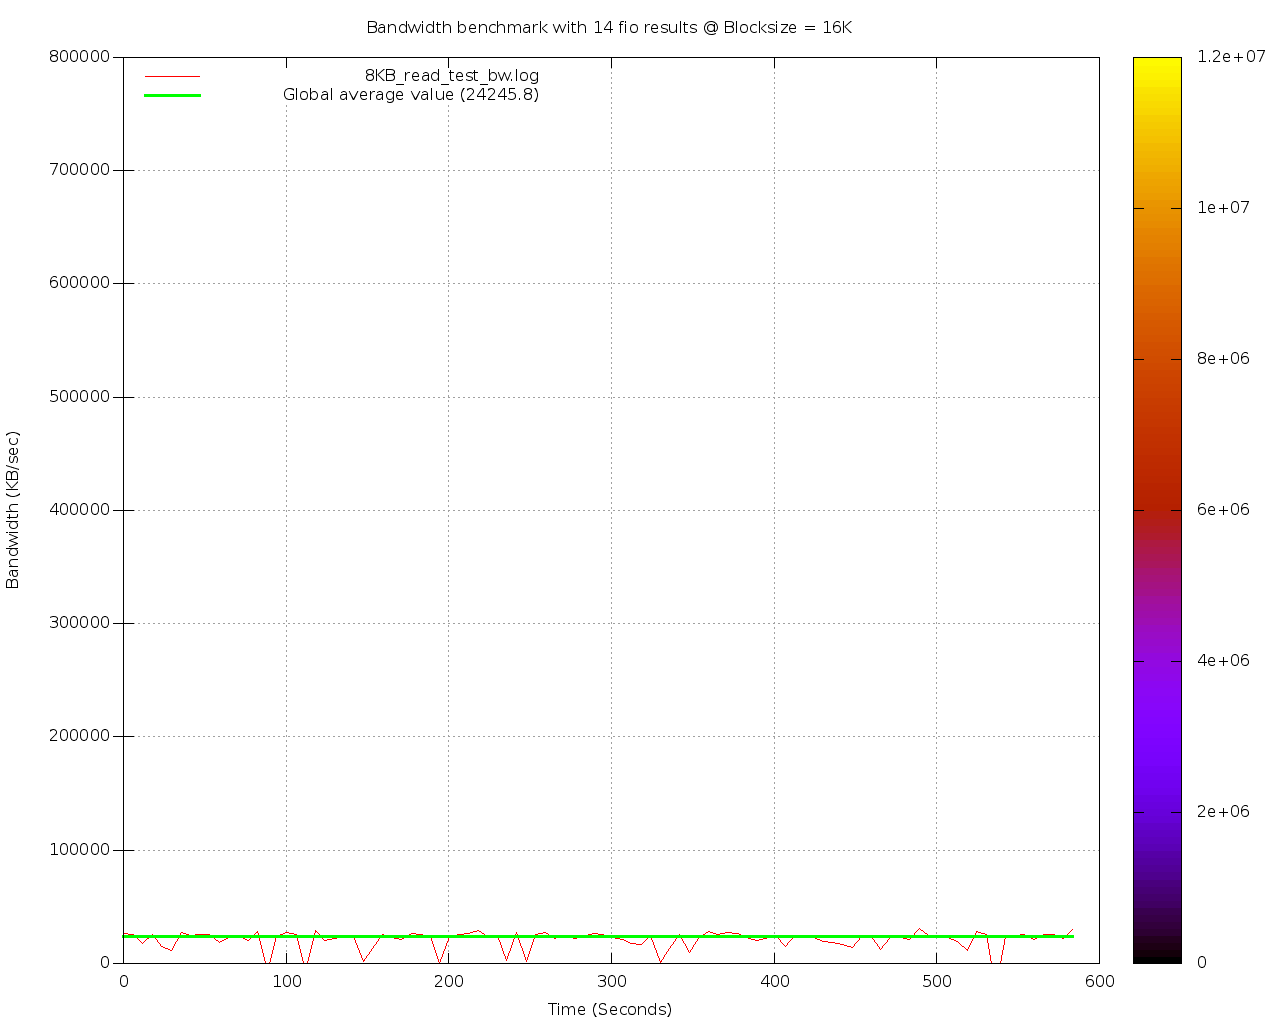 Bandwidth benchmark with 14 fio results @ Blocksize = 16K
8KB_read_test_bw.log
Global average value (24245.8)
800000
700000
600000
500000
400000
300000
200000
100000
0
Bandwidth (KB/sec)
0 100 200 300 400 500 600
Time (Seconds)
1.2e+07
1e+07
8e+06
6e+06
4e+06
2e+06
0